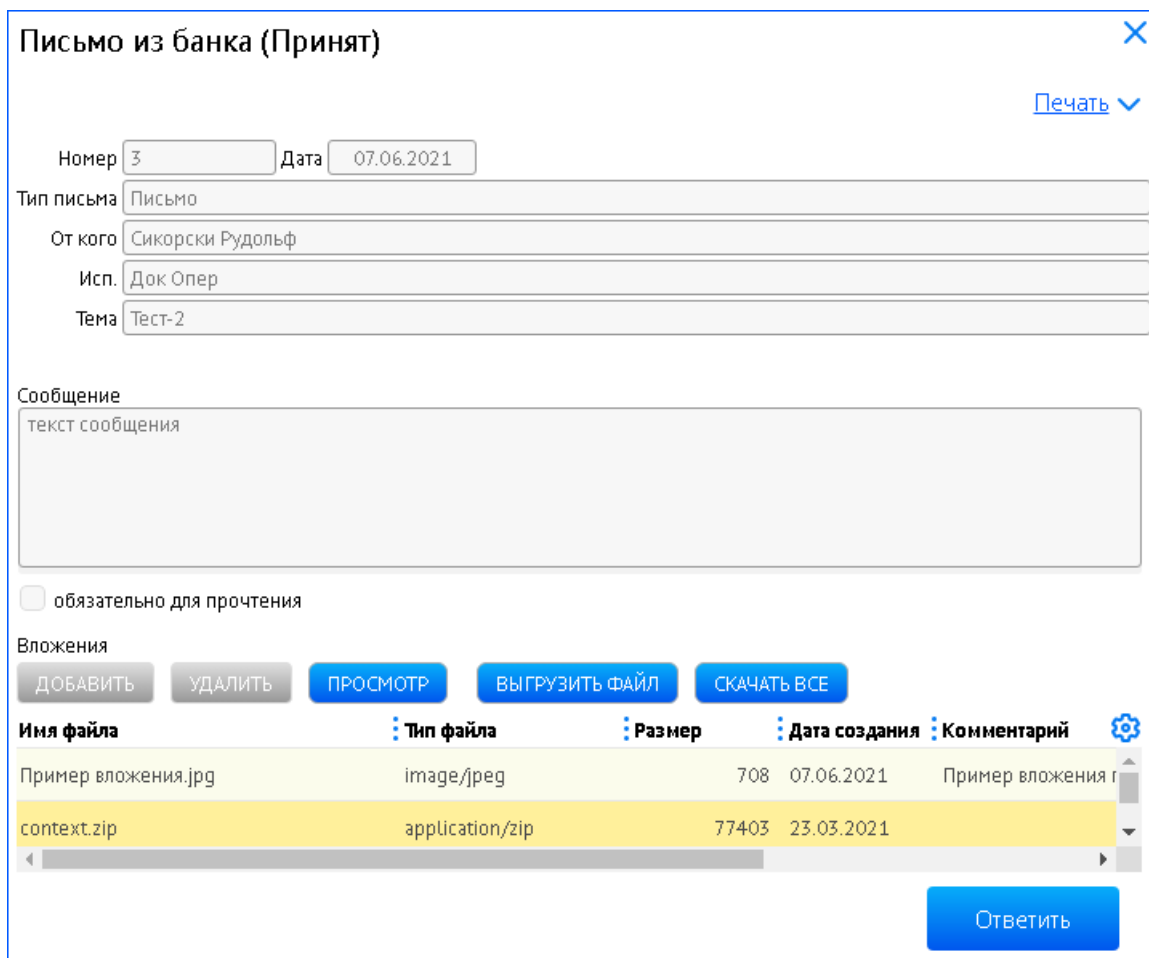 Письмо из банка (Принят)
Печать
Номер 3 Дата 07.06.2021
Тип письма Письмо
От кого Сикорски Рудольф
Исп. Док Опер
Тема Тест-2
Сообщение
текст сообщения
обязательно для прочтения
Вложения
ДОБАВИТЬ УДАЛИТЬ ПРОСМОТР ВЫГРУЗИТЬ ФАЙЛ СКАЧАТЬ ВСЕ
Имя файла Тип файла Размер Дата создания Комментарий
Пример вложения.jpg image/jpeg 708 07.06.2021 Пример вложения
context.zip application/zip 77403 23.03.2021
Ответить